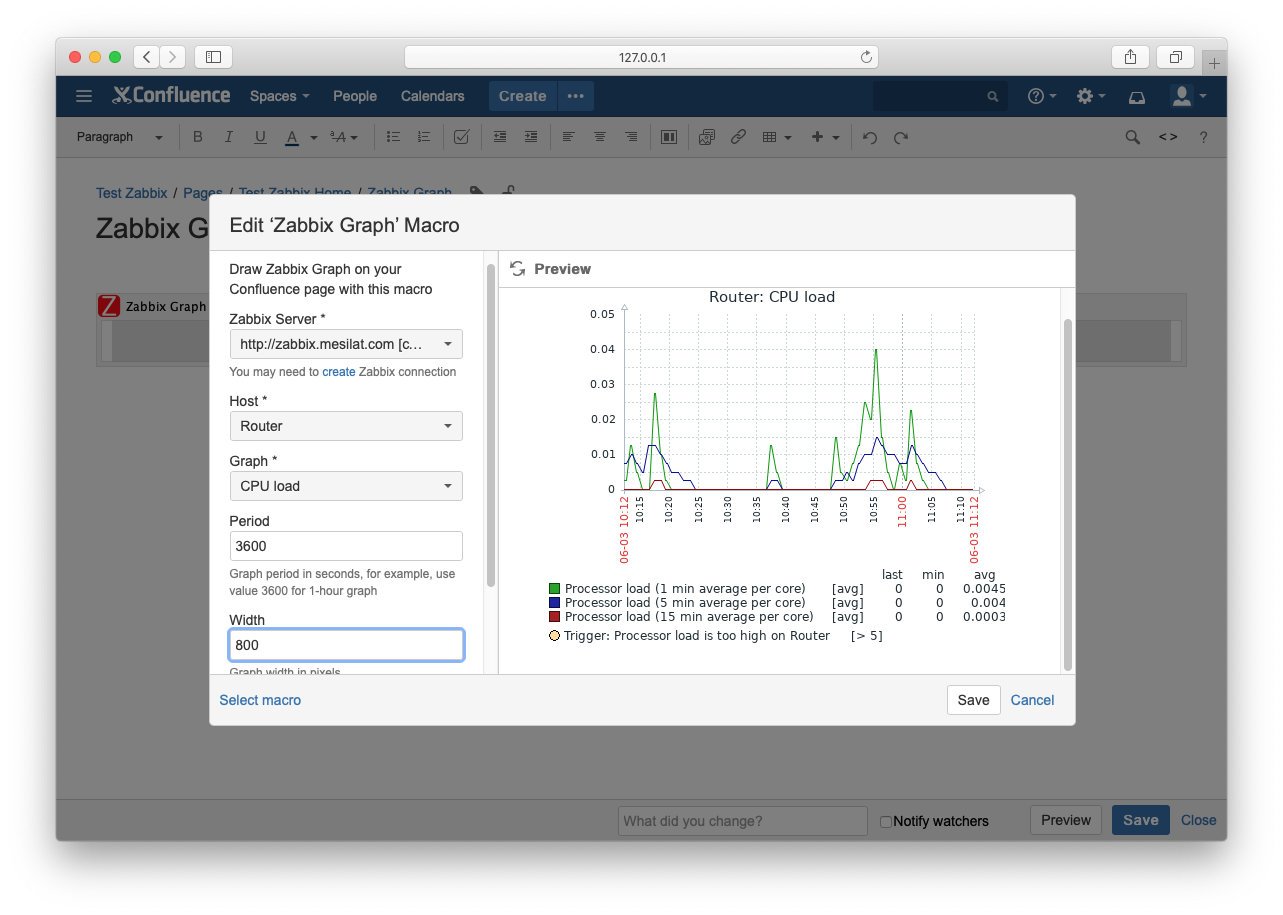 127.0.0.1
Confluence Spaces People Calendars Create
Paragraph B I U A
Test Zabbix / Pages / Test Zabbix Home / Zabbix Graph
Zabbix G
Zabbix Graph
Edit ‘Zabbix Graph’ Macro
Draw Zabbix Graph on your
Confluence page with this macro
Zabbix Server *
http://zabbix.mesilat.com [c...
You may need to create Zabbix connection
Host *
Router
Graph *
CPU load
Period
3600
Graph period in seconds, for example, use
value 3600 for 1-hour graph
Width
800
Graph width in pixels
Preview
Router: CPU load
0.05
0.04
0.03
0.02
0.01
0
06-03 10:12
10:15
10:20
10:25
10:30
10:35
10:40
10:45
10:50
10:55
11:00
11:05
11:10
06-03 11:12
last min avg
Processor load (1 min average per core) [avg] 0 0 0.0045
Processor load (5 min average per core) [avg] 0 0 0.004
Processor load (15 min average per core) [avg] 0 0 0.0003
Trigger: Processor load is too high on Router [> 5]
Select macro
Save Cancel
What did you change?
Notify watchers
Preview Save Close